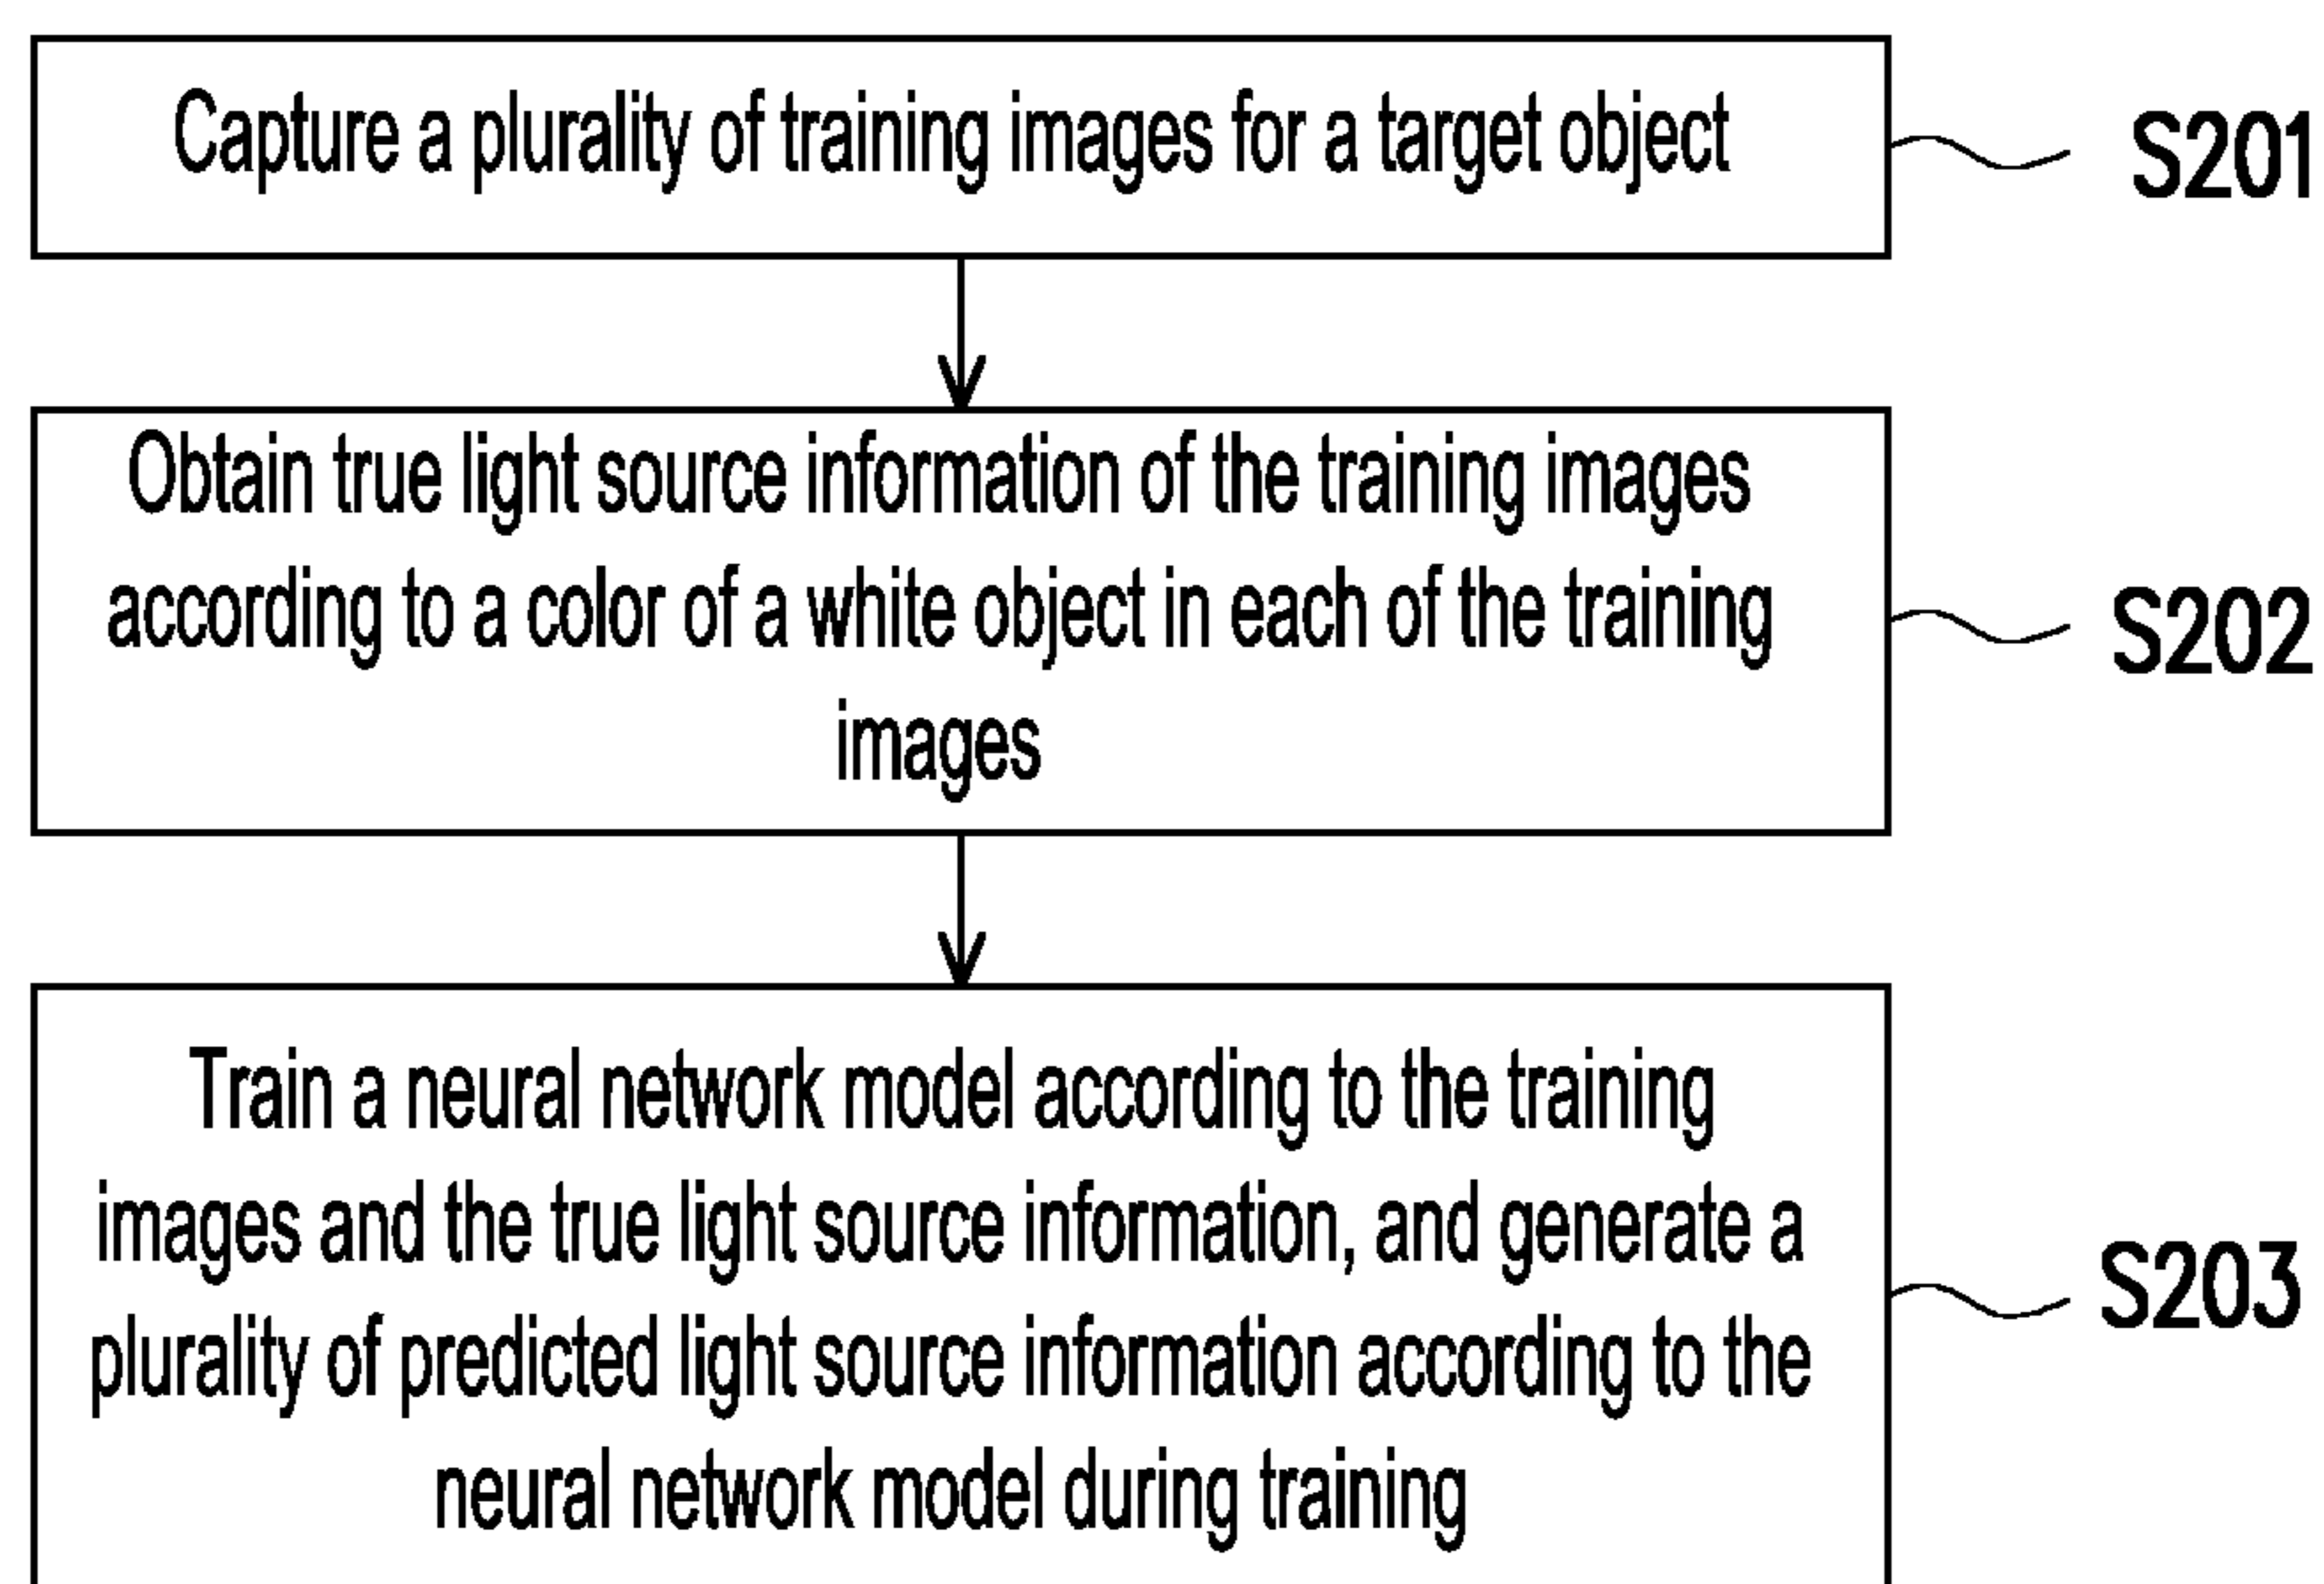 Capture a plurality of training images for a target object
S201
Obtain true light source information of the training images
according to a color of a white object in each of the training
images
S202
Train a neural network model according to the training
images and the true light source information, and generate a
plurality of predicted light source information according to the
neural network model during training
S203